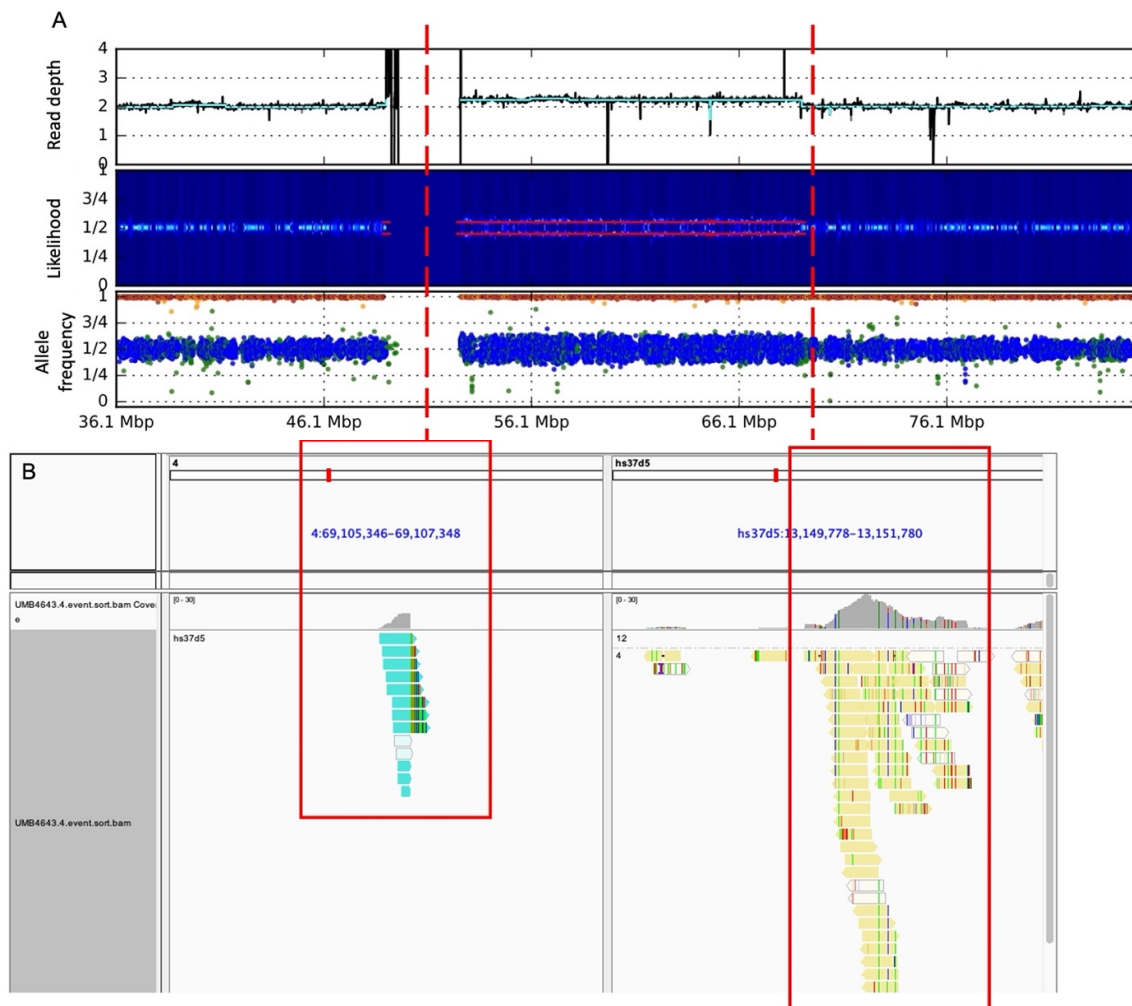 A
Read depth
4
3
2
1
0
Likelihood
1
3/4
1/2
1/4
0
Allele
frequency
1
3/4
1/2
1/4
0
36.1 Mbp 46.1 Mbp 56.1 Mbp 66.1 Mbp 76.1 Mbp
B
4 hs37d5
4:69,105,346–69,107,348 hs37d5:13,149,778–13,151,780
UMB4643.4.event.sort.bam Cove
e
[0 - 30] [0 - 30]
hs37d5 12
4
UMB4643.4.event.sort.bam